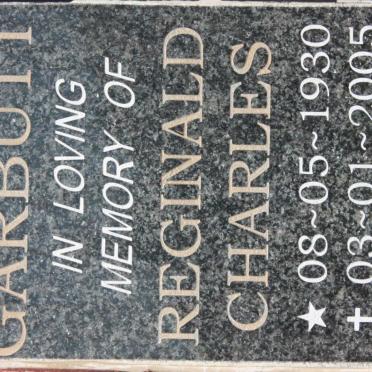 GARBUTT
IN LOVING
MEMORY OF
REGINALD
CHARLES
★ 08~05~1930
✝ 03~01~2005